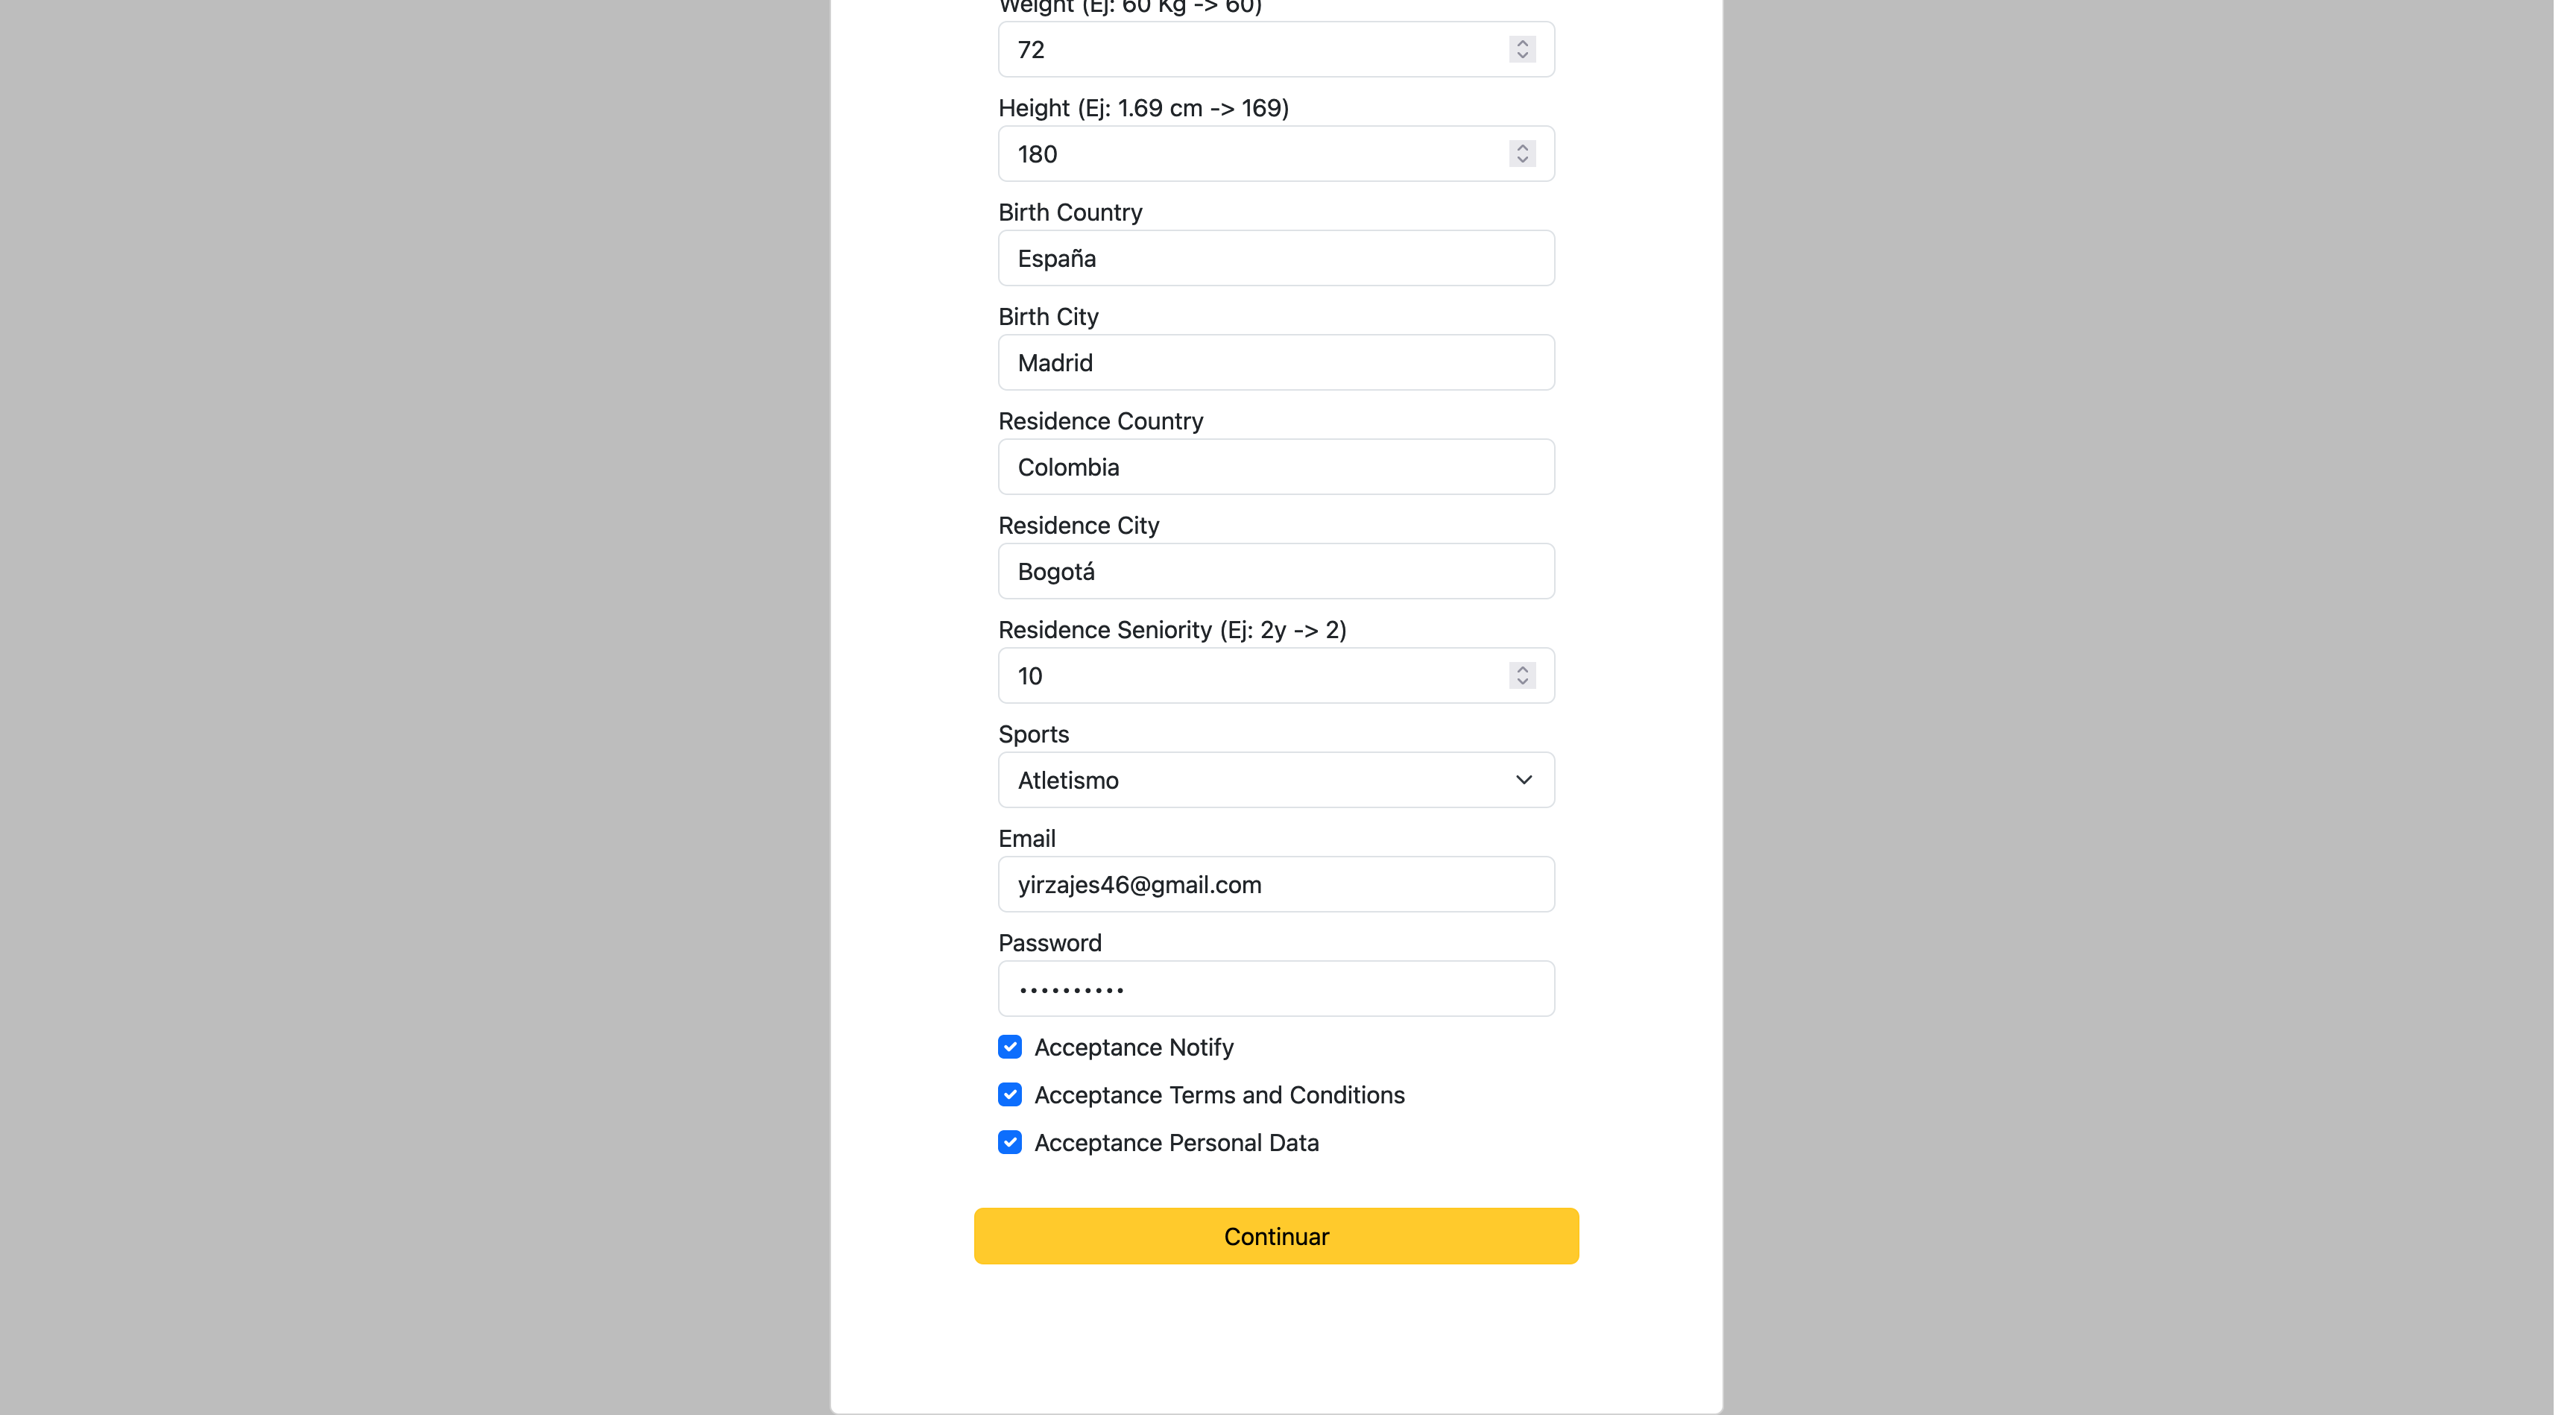 Weight (Ej: 60 Kg -> 60)
72
Height (Ej: 1.69 cm -> 169)
180
Birth Country
España
Birth City
Madrid
Residence Country
Colombia
Residence City
Bogotá
Residence Seniority (Ej: 2y -> 2)
10
Sports
Atletismo
Email
yirzajes46@gmail.com
Password
••••••••••
Acceptance Notify
Acceptance Terms and Conditions
Acceptance Personal Data
Continuar